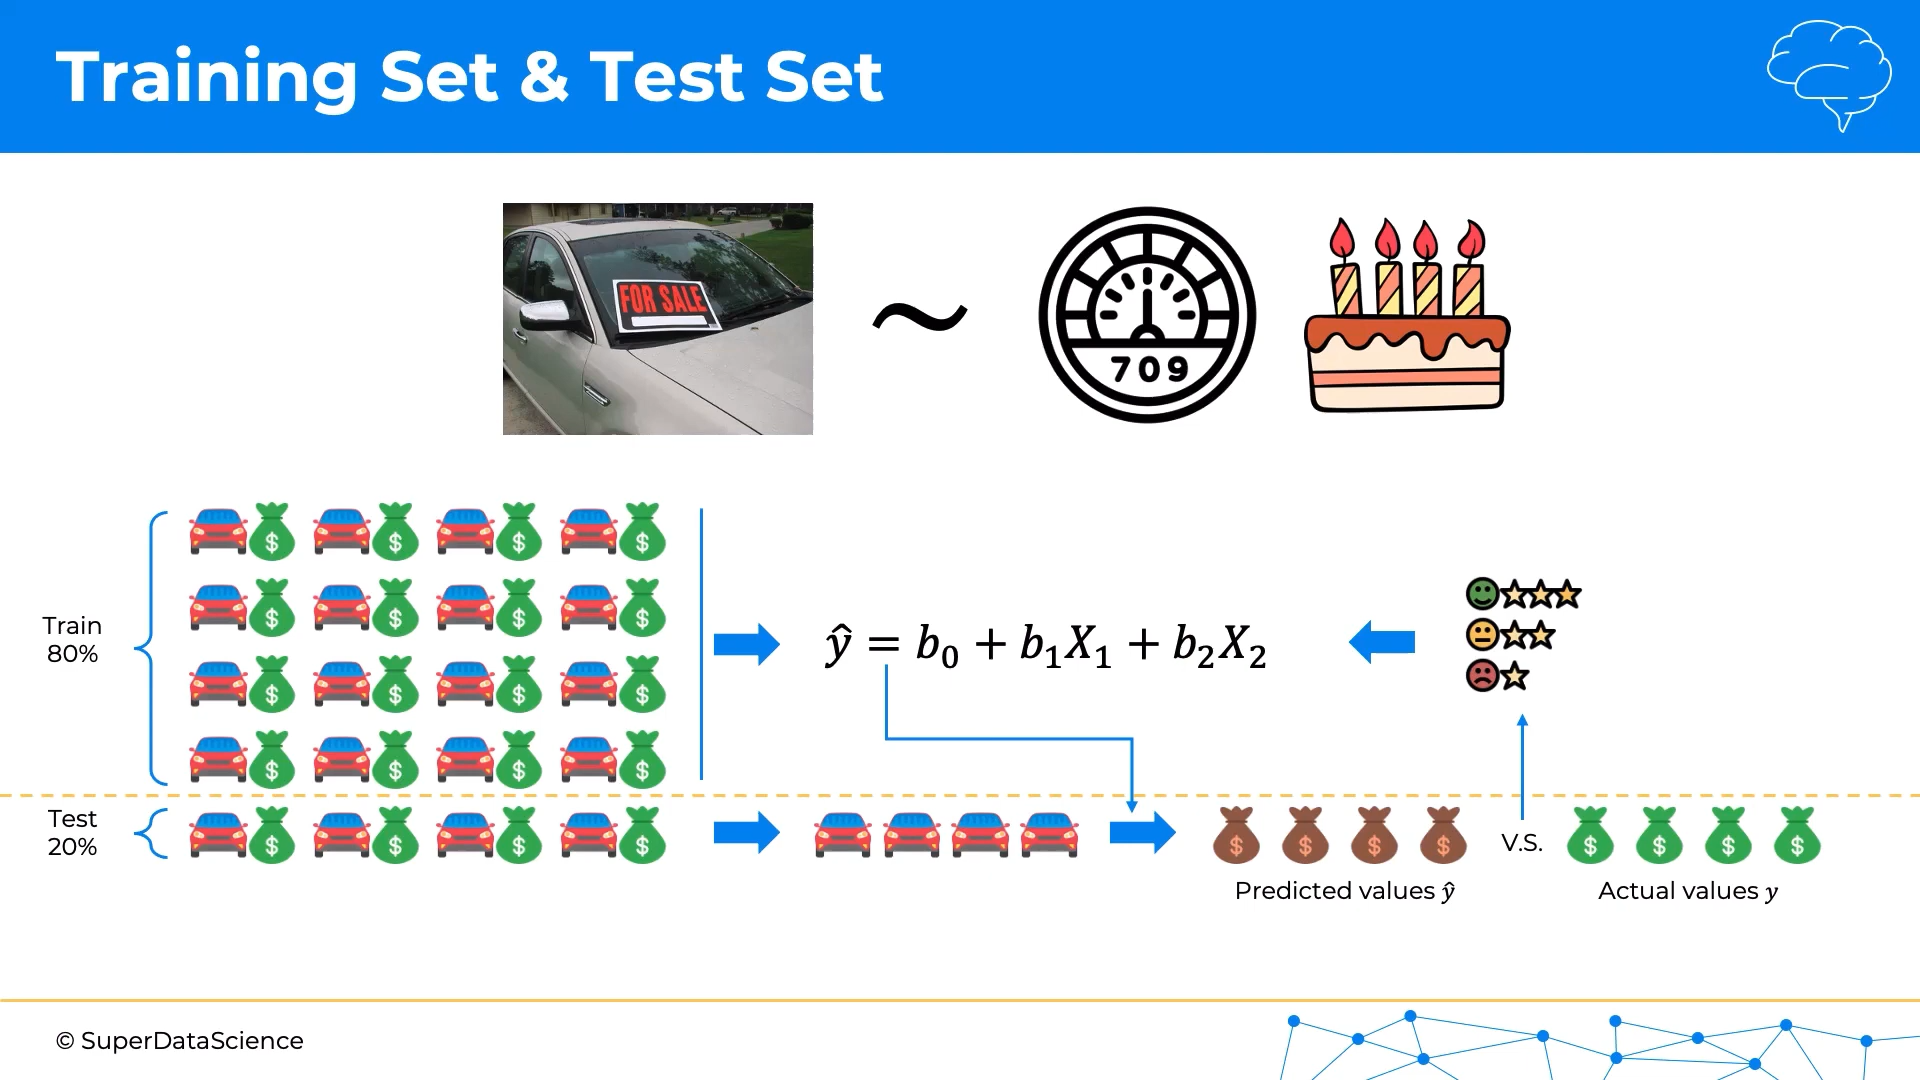 Training Set & Test Set
FOR SALE
~
709
Train
80%
ŷ = b₀ + b₁X₁ + b₂X₂
Test
20%
$ $ $ $
$ $ $ $
$ $ $ $
$ $ $ $
$ $ $ $
$ $ $ $
V.S.
$ $ $ $
Predicted values ŷ
Actual values y
© SuperDataScience